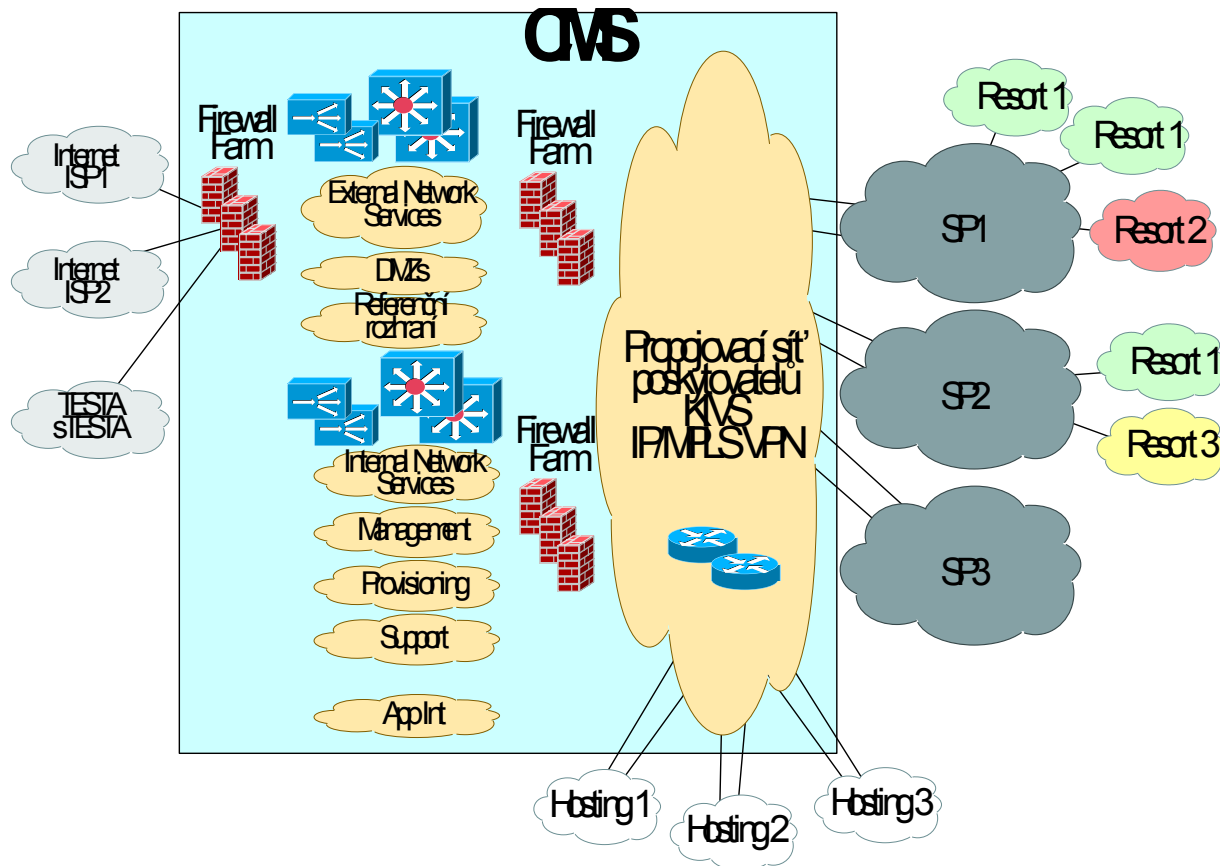 CMS
Firewall
Farm
Internet
ISP1
Internet
ISP2
TESTA
sTESTA
External Network
Services
DMZs
Referenční
rozhraní
Internal Network
Services
Management
Provisioning
Support
App Int
Firewall
Farm
Firewall
Farm
Propojovací síť
poskytovatelů
KIVS
IP/MPLS VPN
SP1
SP2
SP3
Resort 1
Resort 1
Resort 2
Resort 1
Resort 3
Hosting 1
Hosting 2
Hosting 3